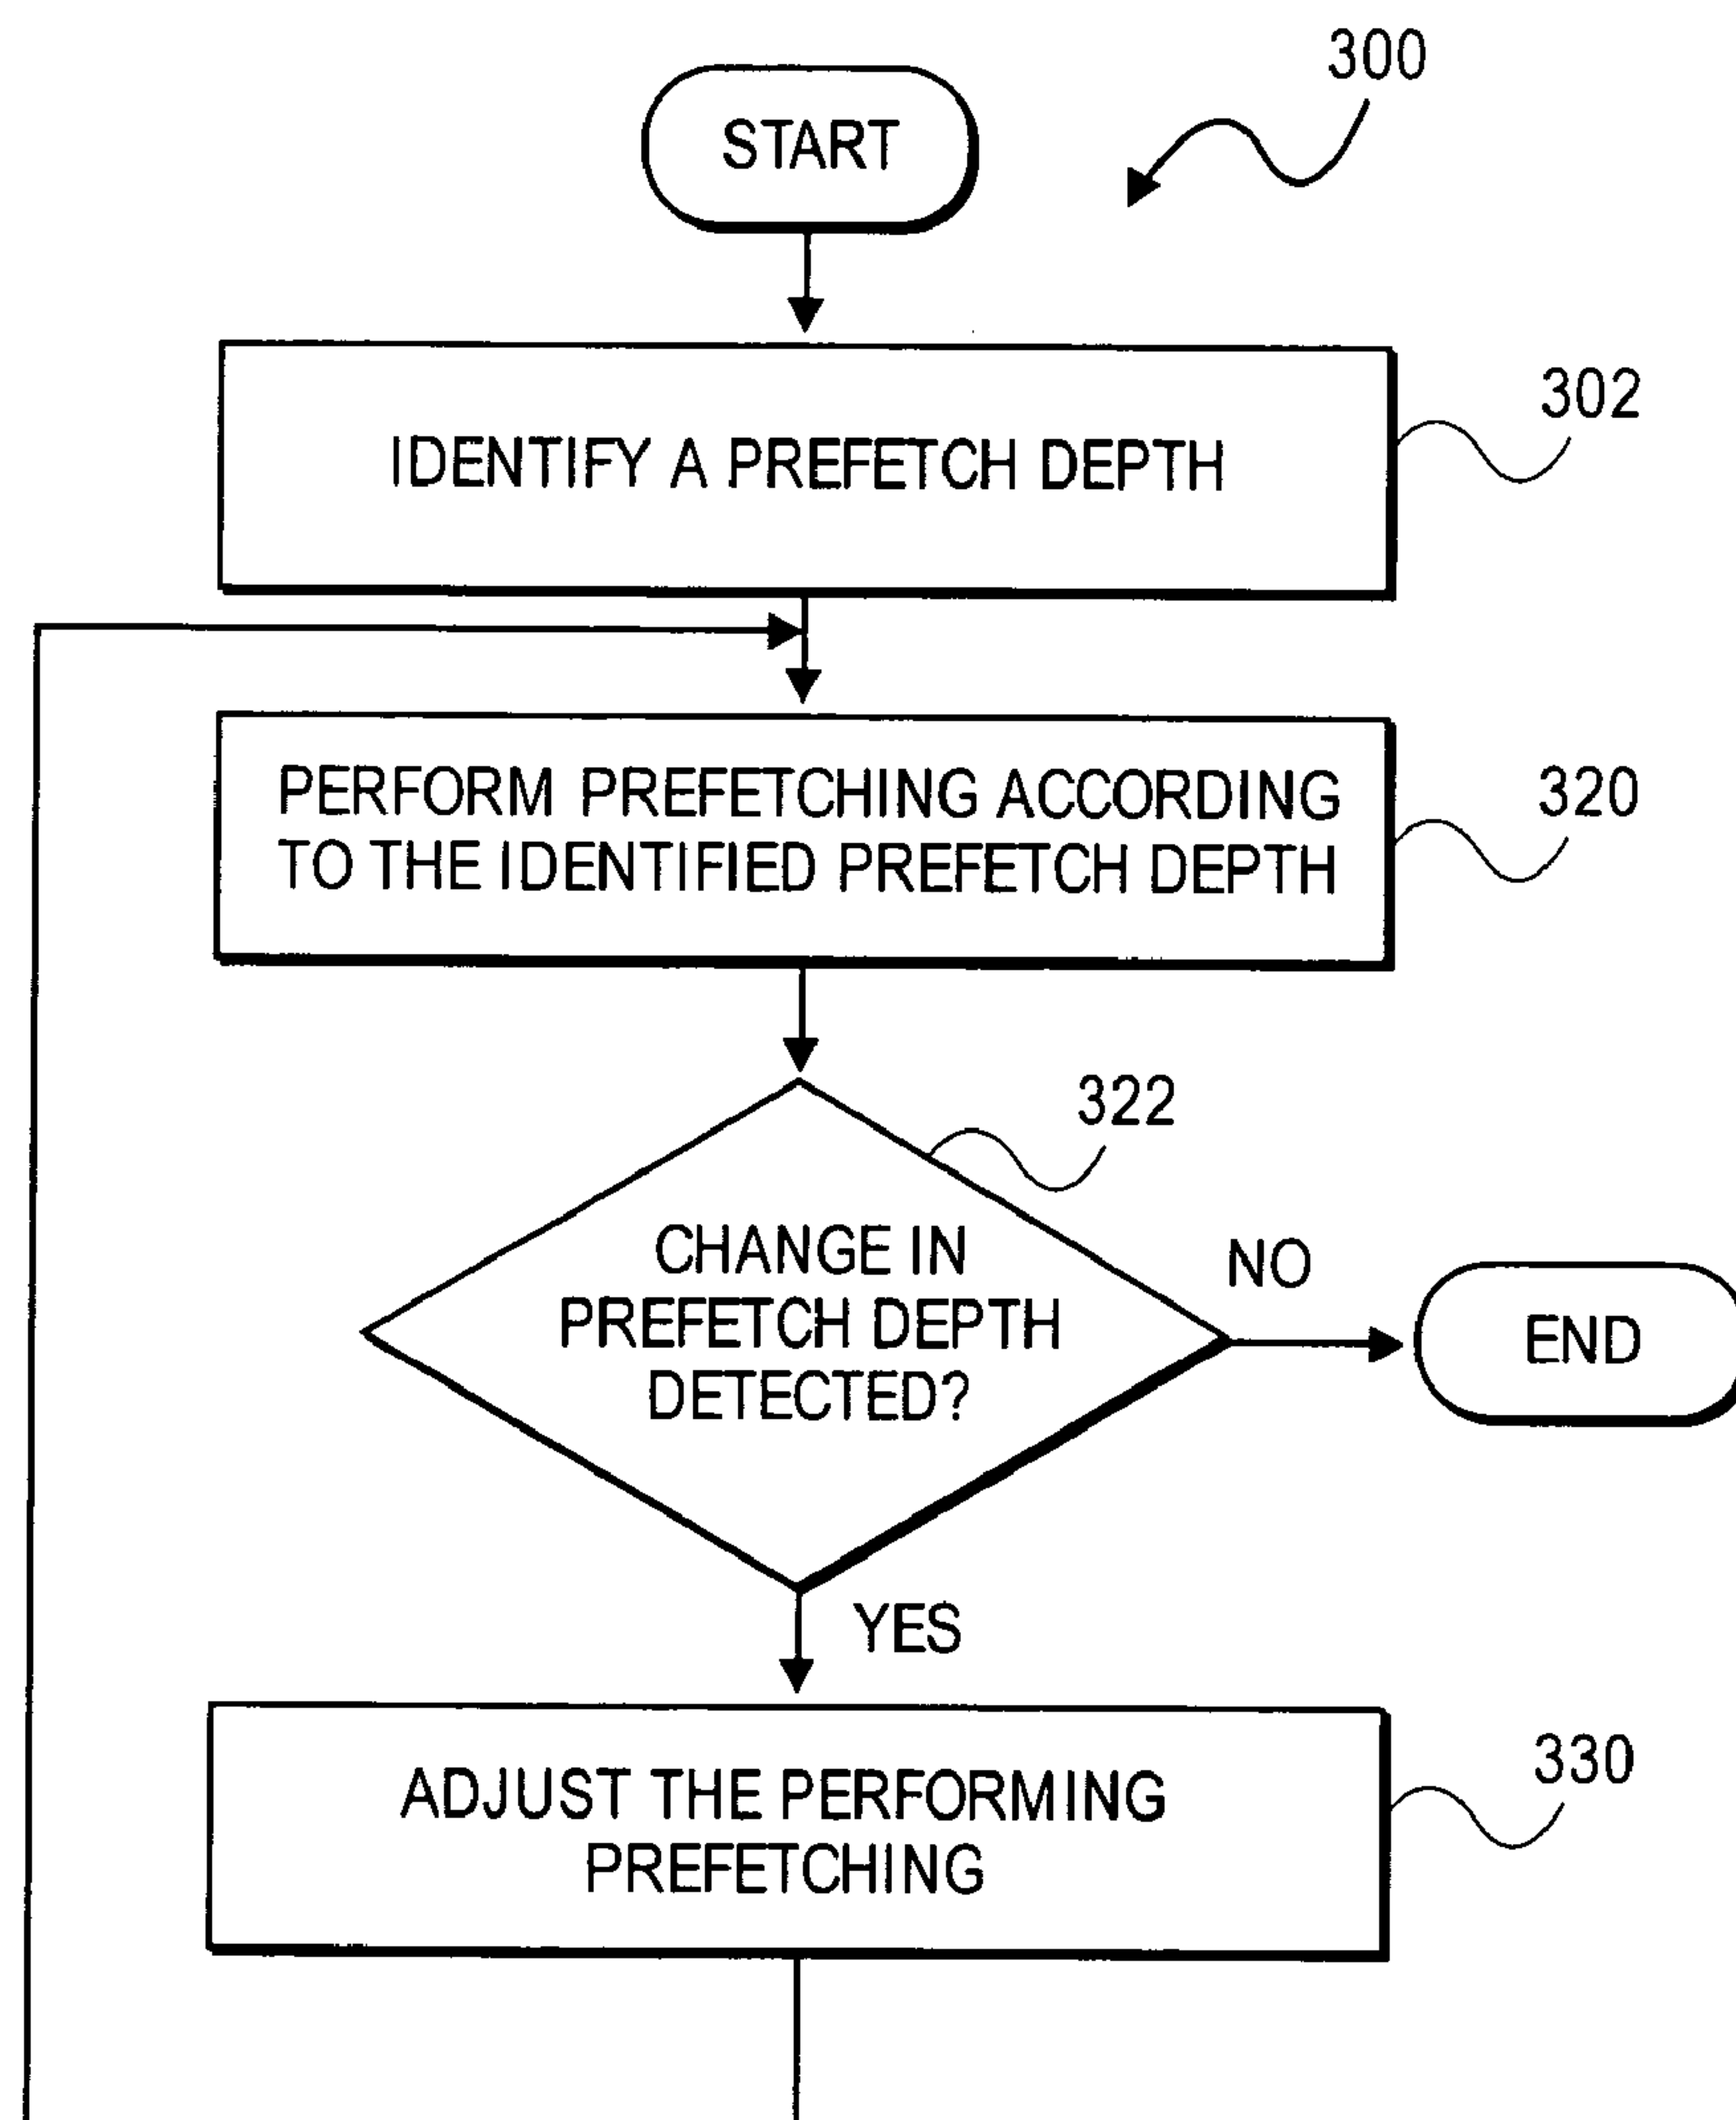 300
START
IDENTIFY A PREFETCH DEPTH
302
PERFORM PREFETCHING ACCORDING
TO THE IDENTIFIED PREFETCH DEPTH
320
322
CHANGE IN
PREFETCH DEPTH
DETECTED?
NO
END
YES
ADJUST THE PERFORMING
PREFETCHING
330